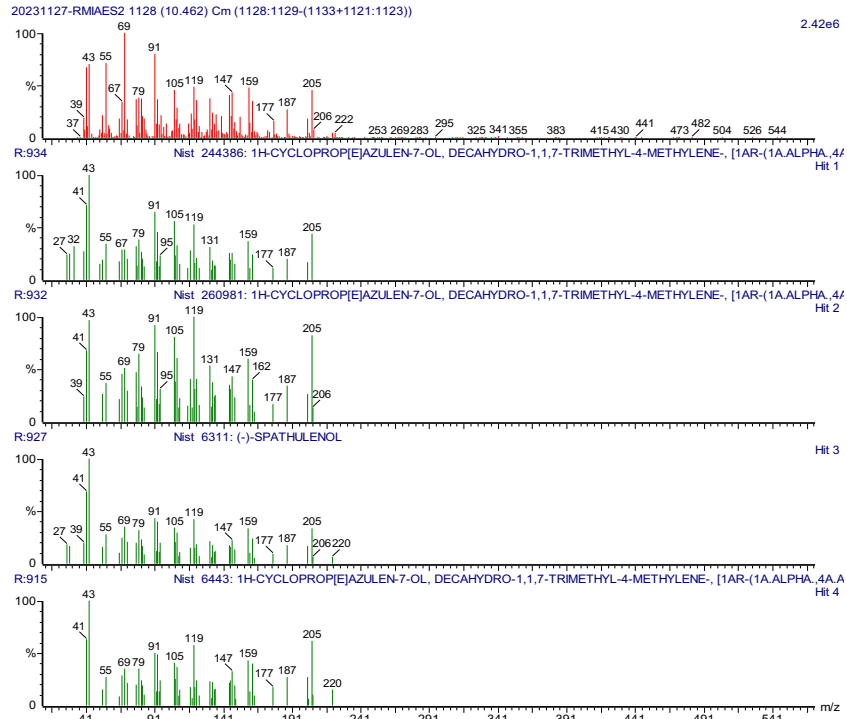 20231127-RMIAES2 1128 (10.462) Cm (1128:1129-(1133+1121:1123))
2.42e6
100
%
0
37 39 43 55 67 69 79 91 105 119 147 159 177 187 205 206 222 253 269 283 295 325 341 355 383 415 430 441 473 482 504 526 544
R:934 Nist 244386: 1H-CYCLOPROP[E]AZULEN-7-OL, DECAHYDRO-1,1,7-TRIMETHYL-4-METHYLENE-, [1AR-(1A.ALPHA.,4A
Hit 1
100
%
0
27 32 41 43 55 67 79 91 95 105 119 131 159 177 187 205
R:932 Nist 260981: 1H-CYCLOPROP[E]AZULEN-7-OL, DECAHYDRO-1,1,7-TRIMETHYL-4-METHYLENE-, [1AR-(1A.ALPHA.,4A
Hit 2
100
%
0
39 41 43 55 69 79 91 95 105 119 131 147 159 162 177 187 205 206
R:927 Nist 6311: (-)-SPATHULENOL
Hit 3
100
%
0
27 39 41 43 55 69 79 91 105 119 147 159 177 187 205 206 220
R:915 Nist 6443: 1H-CYCLOPROP[E]AZULEN-7-OL, DECAHYDRO-1,1,7-TRIMETHYL-4-METHYLENE-, [1AR-(1A.ALPHA.,4A.A
Hit 4
100
%
0
41 43 55 69 79 91 105 119 147 159 177 187 205 220
41 91 141 191 241 291 341 391 441 491 541 m/z